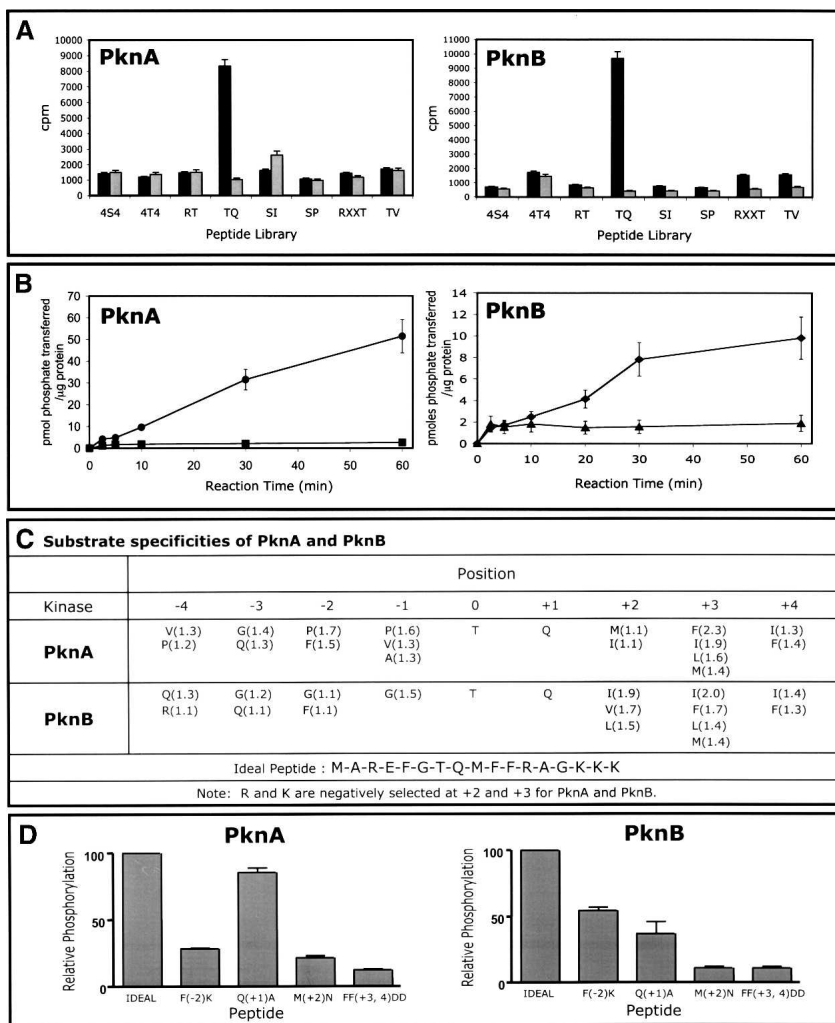 A
PknA
cpm
10000
9000
8000
7000
6000
5000
4000
3000
2000
1000
0
4S4 4T4 RT TQ SI SP RXXT TV
Peptide Library
PknB
cpm
11000
10000
9000
8000
7000
6000
5000
4000
3000
2000
1000
0
4S4 4T4 RT TQ SI SP RXXT TV
Peptide Library
B
PknA
pmol phosphate transferred
/µg protein
70
60
50
40
30
20
10
0
0 10 20 30 40 50 60
Reaction Time (min)
PknB
pmoles phosphate transferred
/µg protein
14
12
10
8
6
4
2
0
0 10 20 30 40 50 60
Reaction Time (min)
C Substrate specificities of PknA and PknB
Position
Kinase -4 -3 -2 -1 0 +1 +2 +3 +4
PknA
V(1.3) G(1.4) P(1.7) P(1.6) T Q M(1.1) F(2.3) I(1.3)
P(1.2) Q(1.3) F(1.5) V(1.3) I(1.1) I(1.9) F(1.4)
A(1.3) L(1.6)
M(1.4)
PknB
Q(1.3) G(1.2) G(1.1) G(1.5) T Q I(1.9) I(2.0) I(1.4)
R(1.1) Q(1.1) F(1.1) V(1.7) F(1.7) F(1.3)
L(1.5) L(1.4)
M(1.4)
Ideal Peptide : M-A-R-E-F-G-T-Q-M-F-F-R-A-G-K-K-K
Note: R and K are negatively selected at +2 and +3 for PknA and PknB.
D
PknA
Relative Phosphorylation
100
50
0
IDEAL F(-2)K Q(+1)A M(+2)N FF(+3, 4)DD
Peptide
PknB
Relative Phosphorylation
100
50
0
IDEAL F(-2)K Q(+1)A M(+2)N FF(+3, 4)DD
Peptide